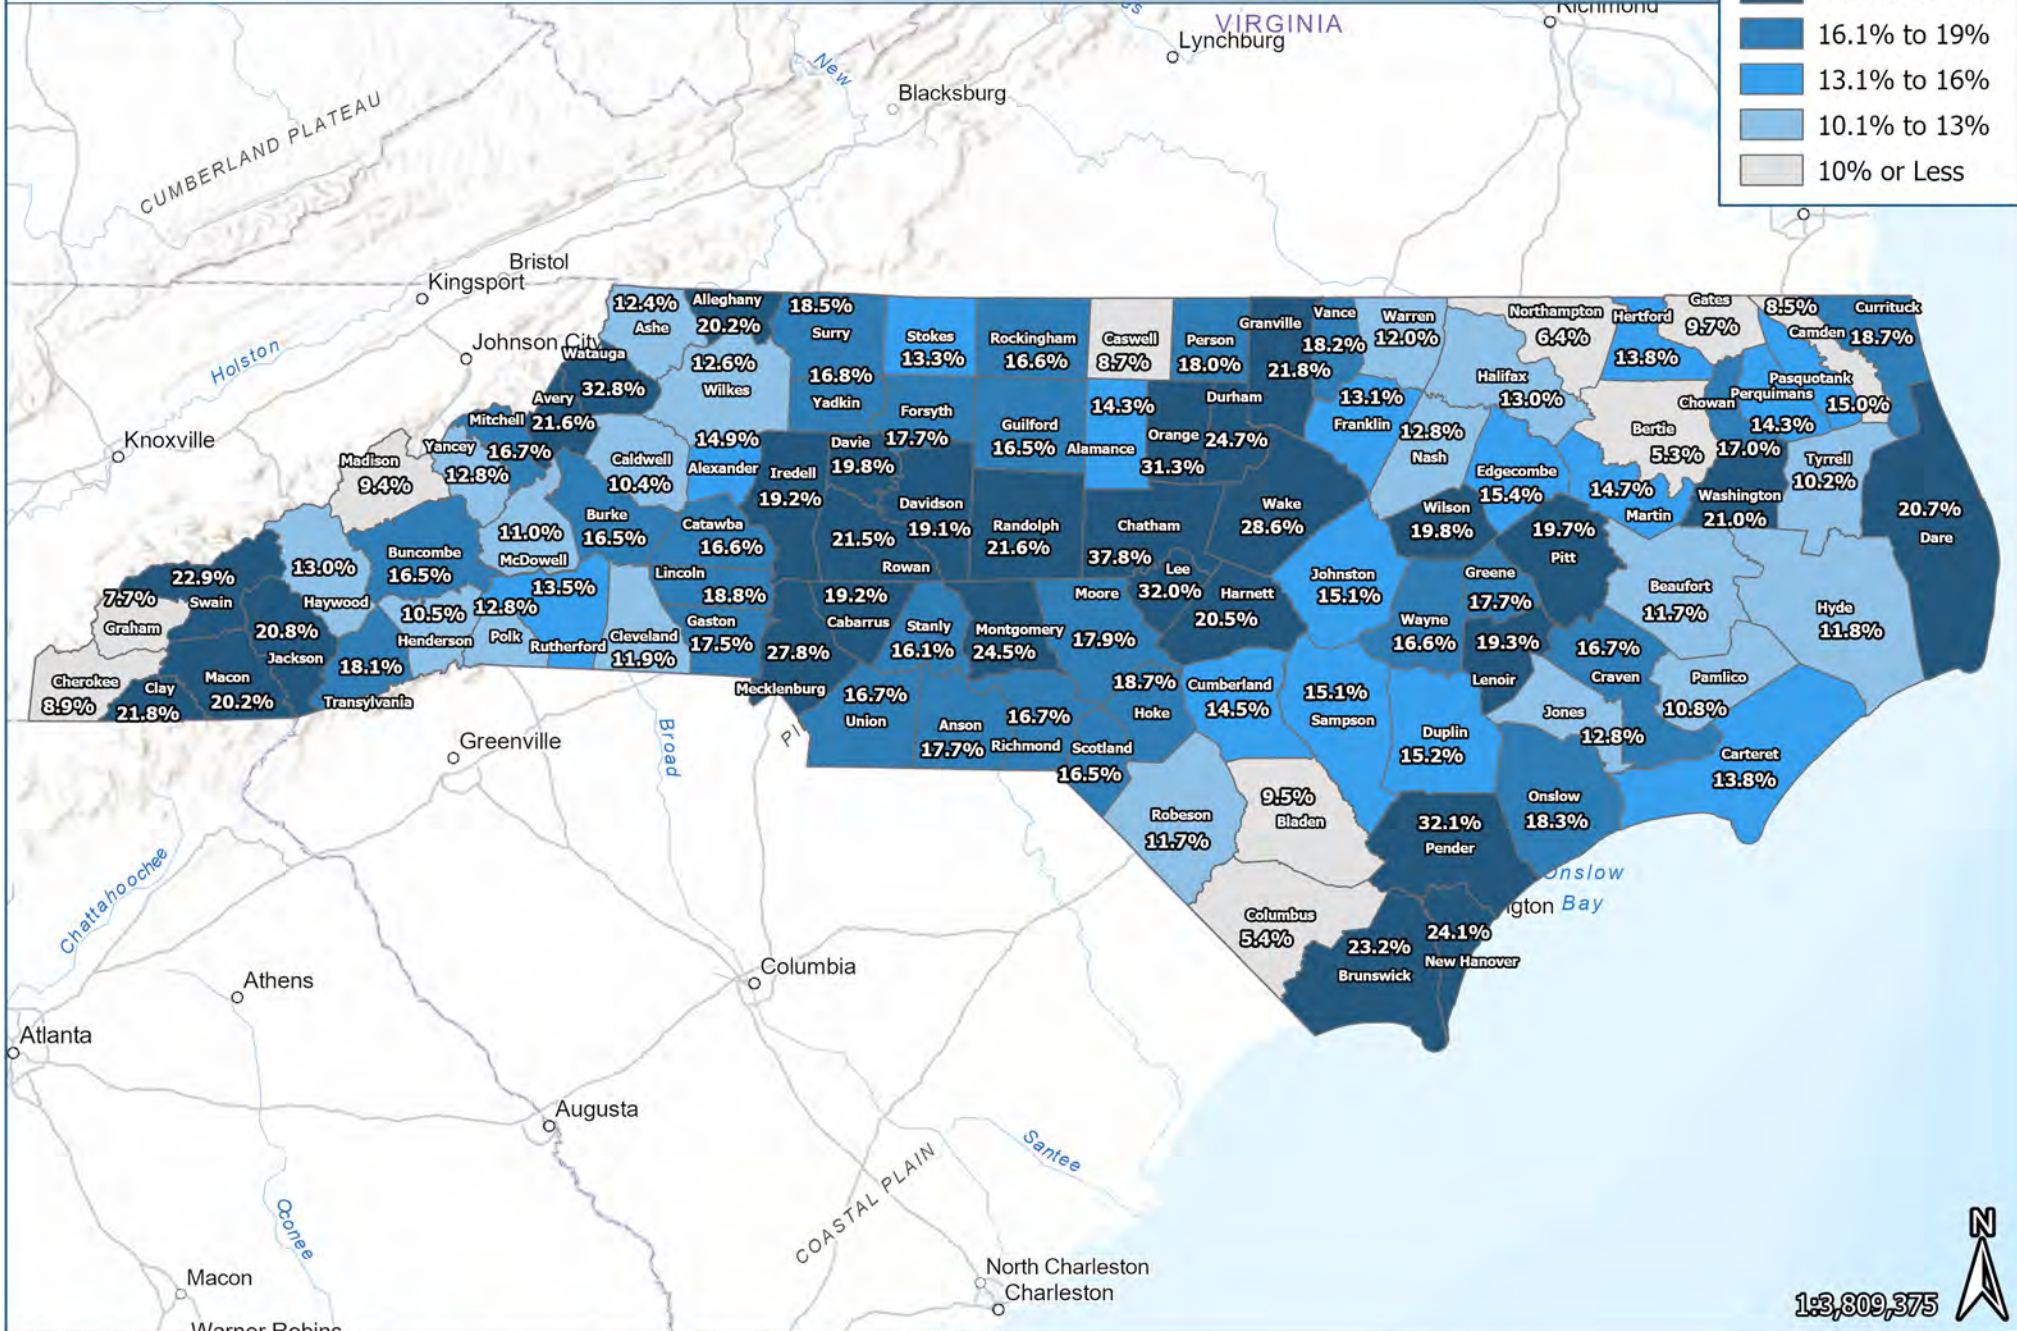 VIRGINIA
Lynchburg
Richmond
New
Blacksburg
16.1% to 19%
13.1% to 16%
10.1% to 13%
10% or Less
CUMBERLAND PLATEAU
Bristol
Kingsport
Johnson City
Holston
Knoxville
12.4%
Ashe
Alleghany
20.2%
18.5%
Surry
Stokes
13.3%
Rockingham
16.6%
Caswell
8.7%
Person
18.0%
Granville
21.8%
Vance
18.2%
Warren
12.0%
Northampton
6.4%
Hertford
13.8%
Gates
9.7%
8.5%
Camden
Currituck
18.7%
Watauga
32.8%
12.6%
Wilkes
16.8%
Yadkin
Forsyth
17.7%
Guilford
16.5%
14.3%
Alamance
Orange
31.3%
Durham
24.7%
13.1%
Franklin
Halifax
13.0%
Bertie
5.3%
Chowan
17.0%
Perquimans
14.3%
Pasquotank
15.0%
Avery
21.6%
Mitchell
16.7%
Yancey
12.8%
Madison
9.4%
Caldwell
10.4%
14.9%
Alexander
Iredell
19.2%
Davie
19.8%
Davidson
19.1%
Randolph
21.6%
Chatham
37.8%
Wake
28.6%
12.8%
Nash
Edgecombe
15.4%
14.7%
Martin
Washington
21.0%
Tyrrell
10.2%
20.7%
Dare
22.9%
Swain
13.0%
Haywood
Buncombe
16.5%
11.0%
McDowell
Burke
16.5%
Catawba
16.6%
21.5%
Rowan
Lee
32.0%
Harnett
20.5%
Johnston
15.1%
Wilson
19.8%
19.7%
Pitt
Greene
17.7%
Beaufort
11.7%
Hyde
11.8%
7.7%
Graham
20.8%
Jackson
10.5%
Henderson
12.8%
Polk
13.5%
Rutherford
Cleveland
11.9%
Lincoln
18.8%
Gaston
17.5%
27.8%
Mecklenburg
19.2%
Cabarrus
Stanly
16.1%
Montgomery
24.5%
Moore
17.9%
Wayne
16.6%
19.3%
Lenoir
16.7%
Craven
Pamlico
10.8%
Cherokee
8.9%
Clay
21.8%
Macon
20.2%
18.1%
Transylvania
16.7%
Union
Anson
17.7%
16.7%
Richmond
Scotland
16.5%
18.7%
Hoke
Cumberland
14.5%
15.1%
Sampson
Duplin
15.2%
Jones
12.8%
Carteret
13.8%
Robeson
11.7%
9.5%
Bladen
32.1%
Pender
Onslow
18.3%
Columbus
5.4%
23.2%
Brunswick
24.1%
New Hanover
Onslow
Bay
ngton
Greenville
Broad
PI
Chattahoochee
Athens
Atlanta
Columbia
Augusta
Oconee
Santee
COASTAL PLAIN
Macon
Warner Robins
North Charleston
Charleston
N
1:3,809,375